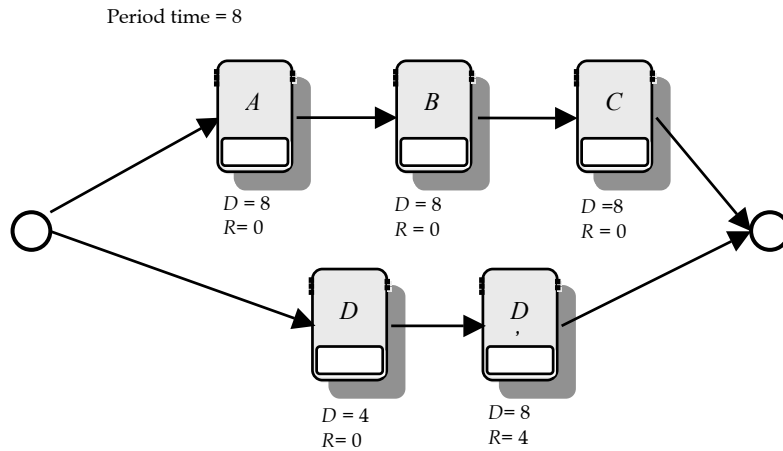 Period time = 8
A
B
C
D = 8
R= 0
D = 8
R= 0
D =8
R= 0
D
D
,
D = 4
R= 0
D= 8
R= 4